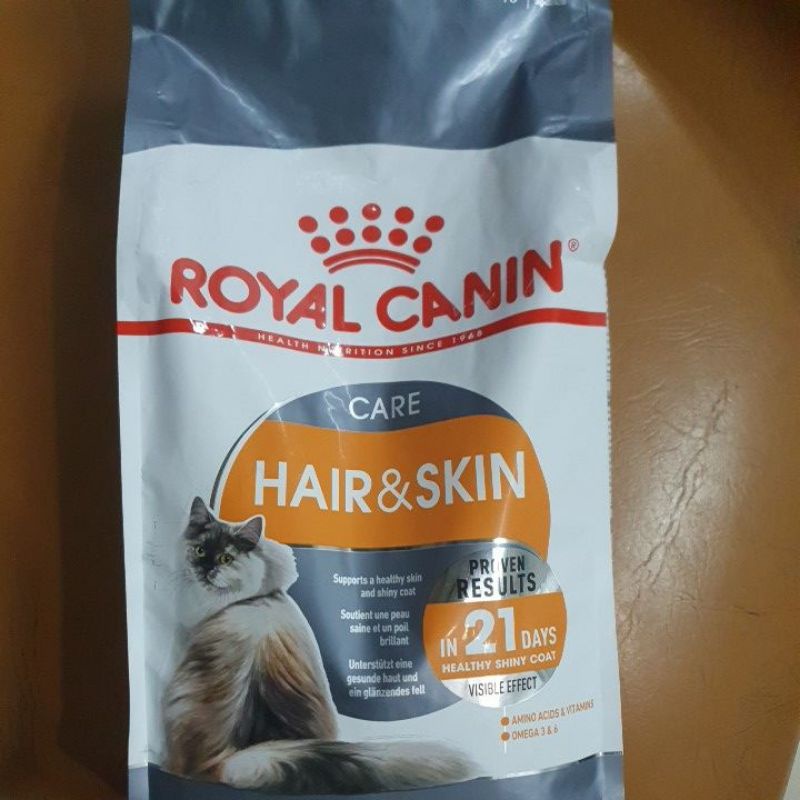 ROYAL CANIN®
HEALTH NUTRITION SINCE 1968
CARE
HAIR&SKIN
Supports a healthy skin
and shiny coat
Soutient une peau
saine et un poil
brillant
Unterstützt eine
gesunde haut und
ein glänzendes fell
PROVEN
RESULTS
IN 21 DAYS
HEALTHY SHINY COAT
VISIBLE EFFECT
AMINO ACIDS & VITAMINS
OMEGA 3 & 6